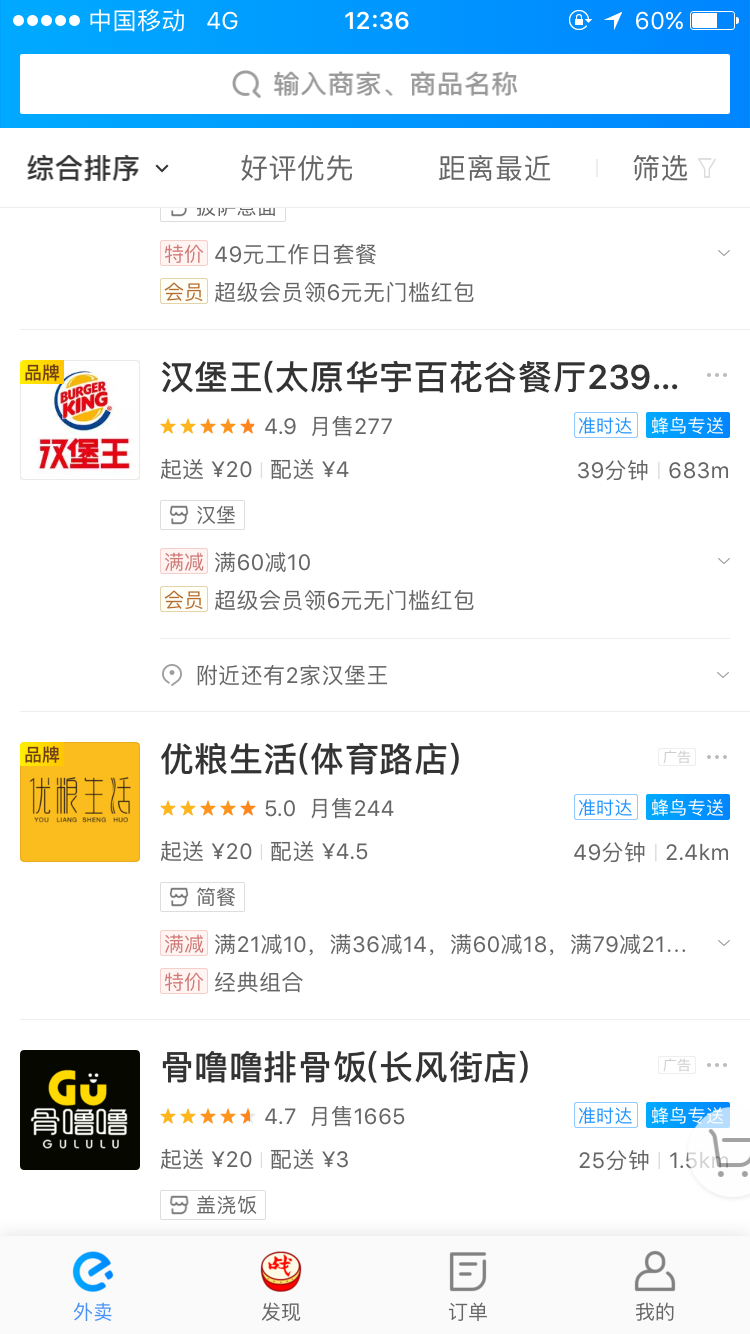 中国移动 4G 12:36 60%
输入商家、商品名称
综合排序 好评优先 距离最近 筛选
披萨意面
特价 49元工作日套餐
会员 超级会员领6元无门槛红包
品牌
BURGER KING
汉堡王
汉堡王(太原华宇百花谷餐厅239...
4.9 月售277 准时达 蜂鸟专送
起送 ¥20 配送 ¥4 39分钟 683m
汉堡
满减 满60减10
会员 超级会员领6元无门槛红包
附近还有2家汉堡王
品牌
优粮生活
YOU LIANG SHENG HUO
优粮生活(体育路店) 广告
5.0 月售244 准时达 蜂鸟专送
起送 ¥20 配送 ¥4.5 49分钟 2.4km
简餐
满减 满21减10，满36减14，满60减18，满79减21...
特价 经典组合
GU
骨噜噜
GULULU
骨噜噜排骨饭(长风街店) 广告
4.7 月售1665 准时达 蜂鸟专送
起送 ¥20 配送 ¥3 25分钟 1.5km
盖浇饭
战
外卖 发现 订单 我的